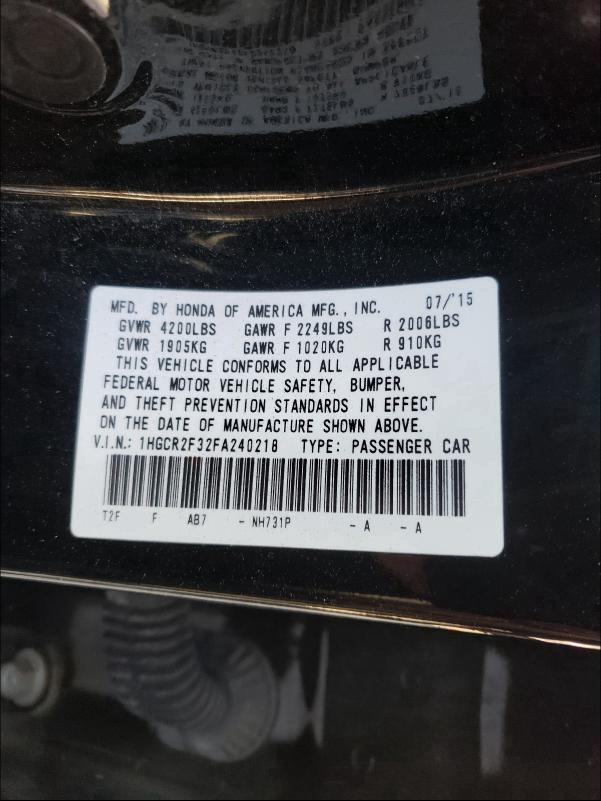 MFD. BY HONDA OF AMERICA MFG., INC. 07/'15
GVWR 4200LBS GAWR F 2249LBS R 2006LBS
GVWR 1905KG GAWR F 1020KG R 910KG
THIS VEHICLE CONFORMS TO ALL APPLICABLE
FEDERAL MOTOR VEHICLE SAFETY, BUMPER,
AND THEFT PREVENTION STANDARDS IN EFFECT
ON THE DATE OF MANUFACTURE SHOWN ABOVE.
V.I.N.: 1HGCR2F32FA240218 TYPE: PASSENGER CAR
T2F F AB7 - NH731P - A - A